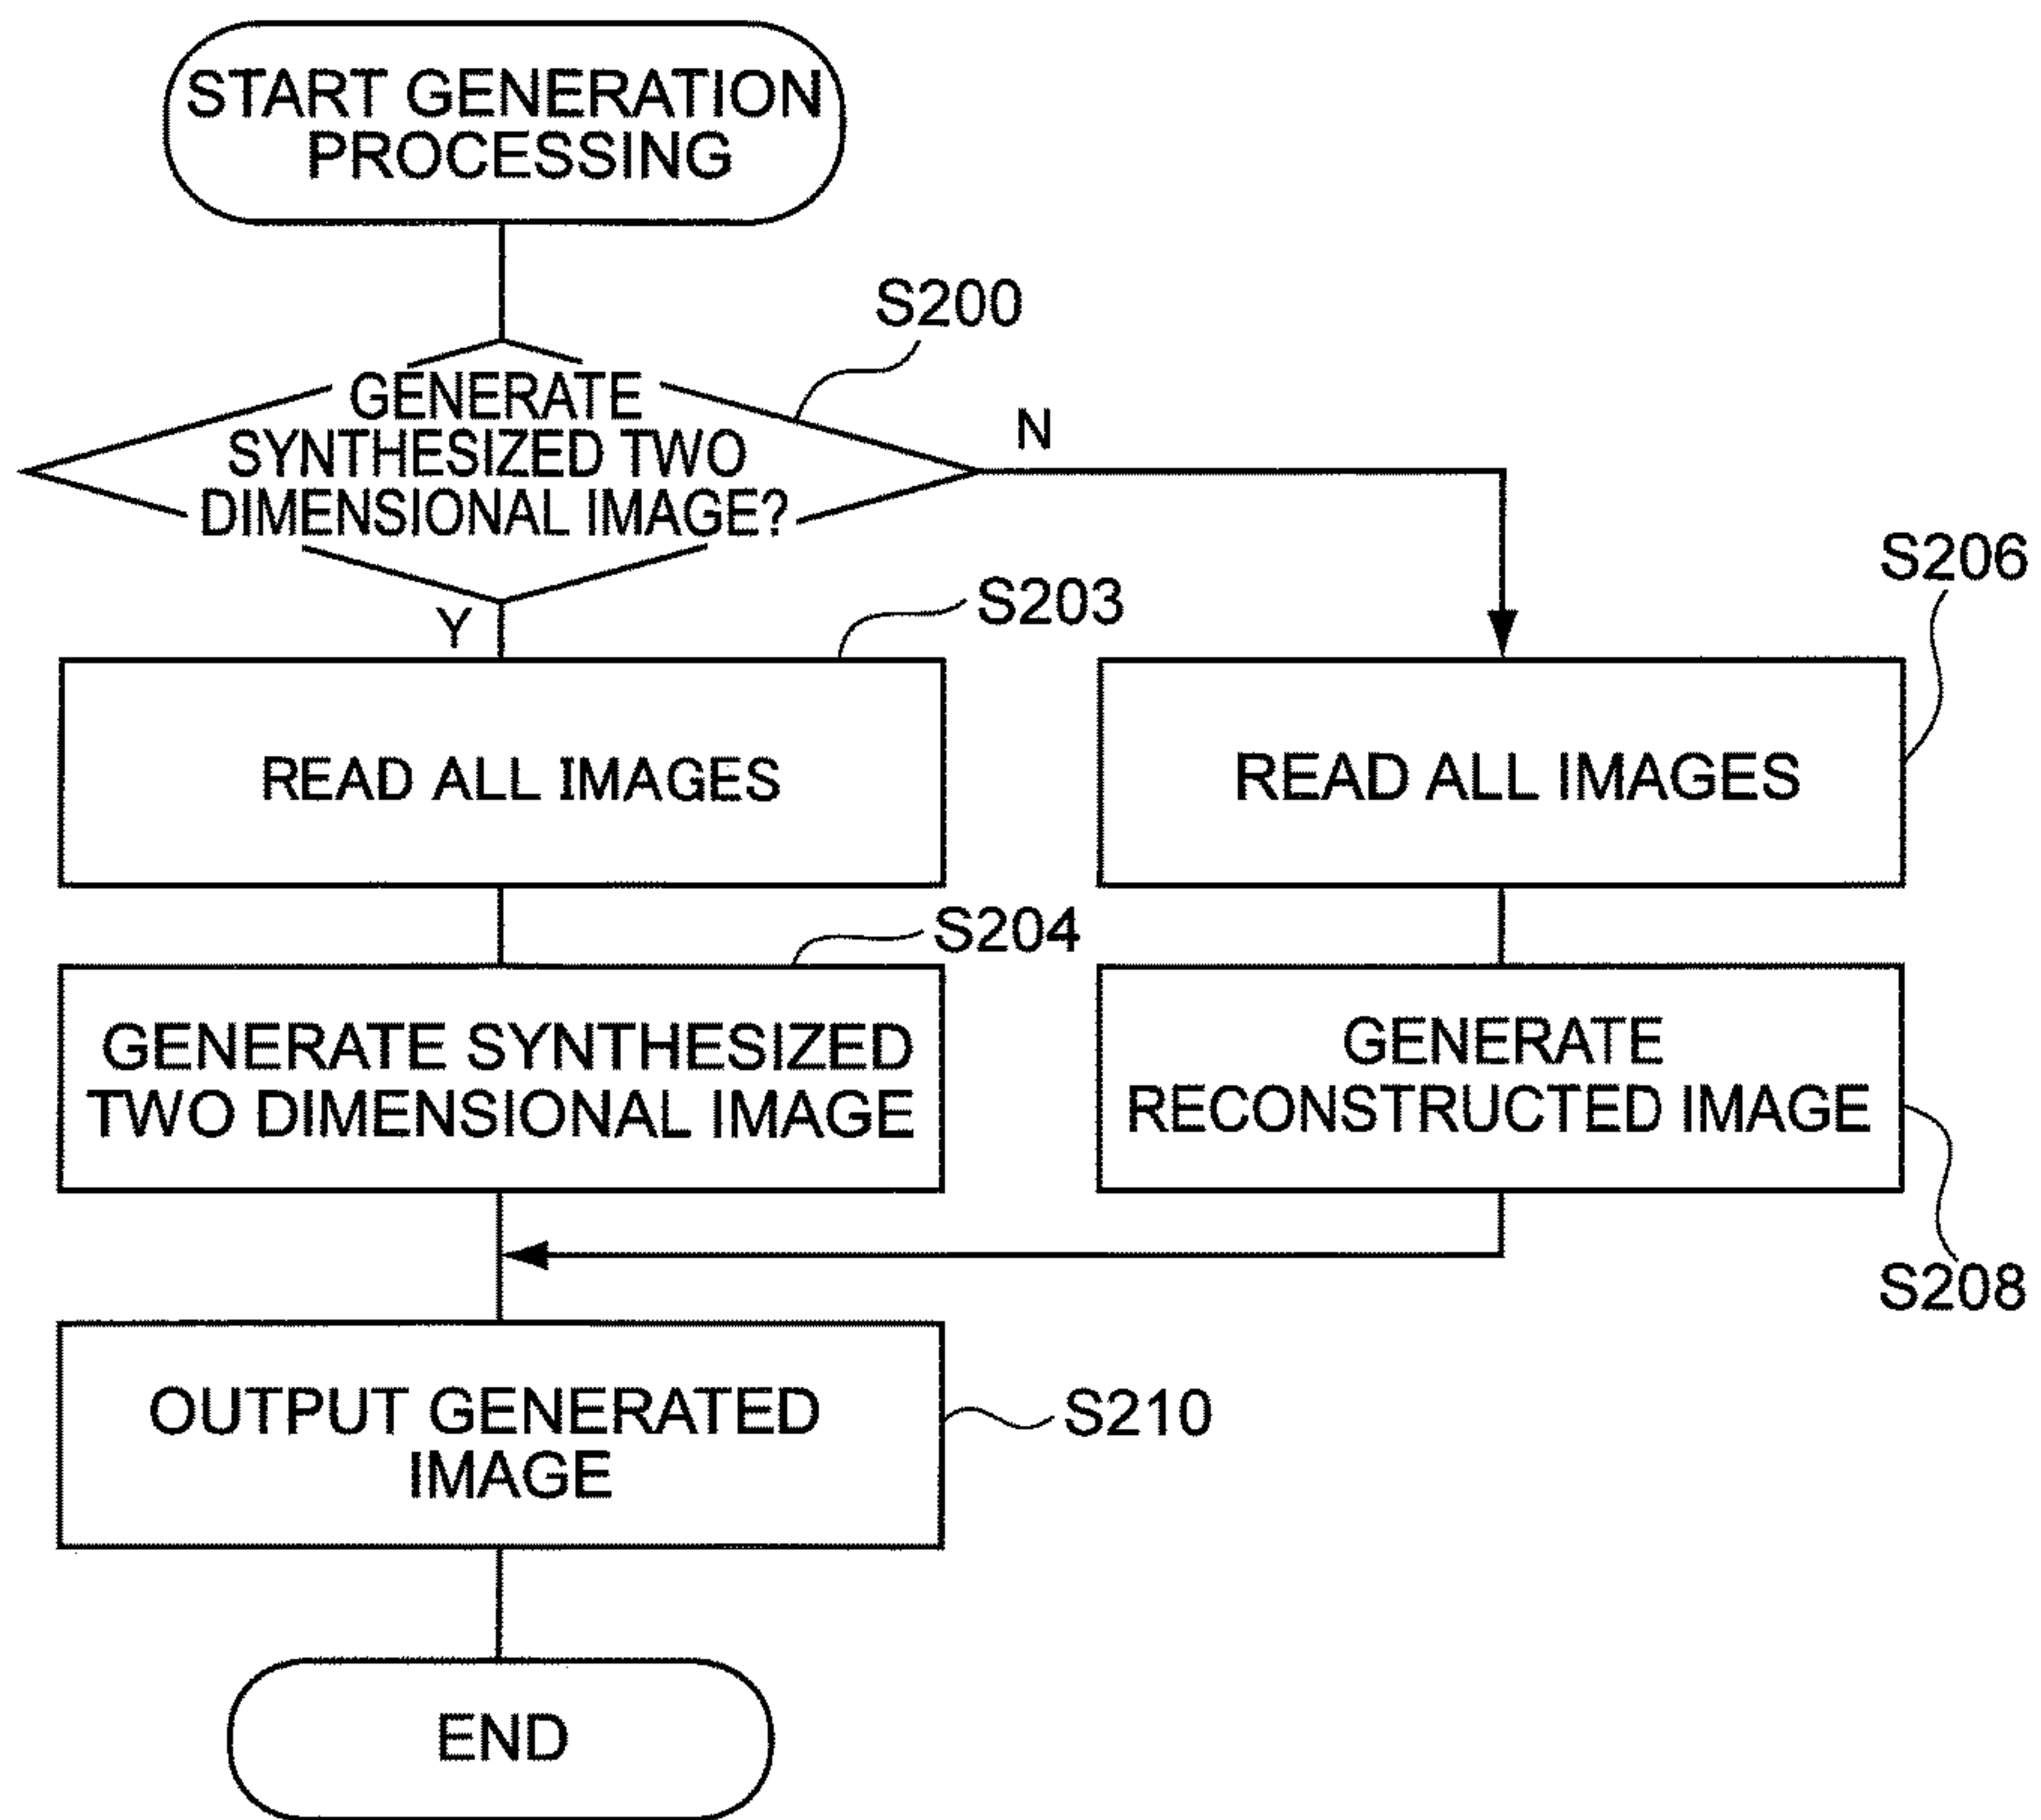 START GENERATION
PROCESSING
S200
GENERATE
SYNTHESIZED TWO
DIMENSIONAL IMAGE?
N
Y
S203
READ ALL IMAGES
S206
READ ALL IMAGES
S204
GENERATE SYNTHESIZED
TWO DIMENSIONAL IMAGE
GENERATE
RECONSTRUCTED IMAGE
S208
OUTPUT GENERATED
IMAGE
S210
END